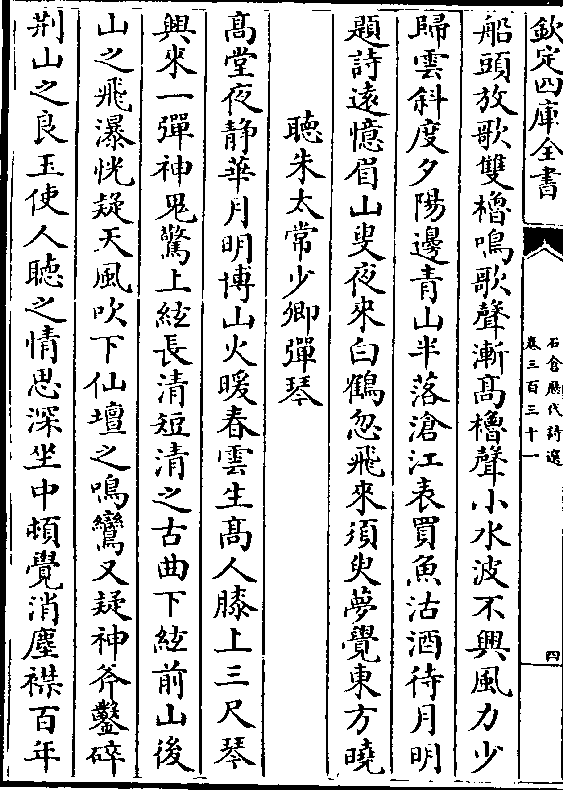 欽定四庫全書
石倉歷代詩選
卷三百三十一
四
船頭放歌雙櫓鳴歌聲漸髙櫓聲小水波不興風力少
歸雲斜度夕陽邊青山半落滄江表買魚沽酒待月明
題詩逺憶眉山叟夜來白鶴忽飛來須臾夢覺東方曉
聽朱太常少卿彈琴
髙堂夜静華月明博山火暖春雲生髙人膝上三尺琴
興來一彈神鬼驚上絃長清短清之古曲下絃前山後
山之飛瀑恍疑天風吹下仙壇之鳴鸞又疑神斧鑿碎
荆山之良玉使人聽之情思深坐中頓覺消塵襟百年